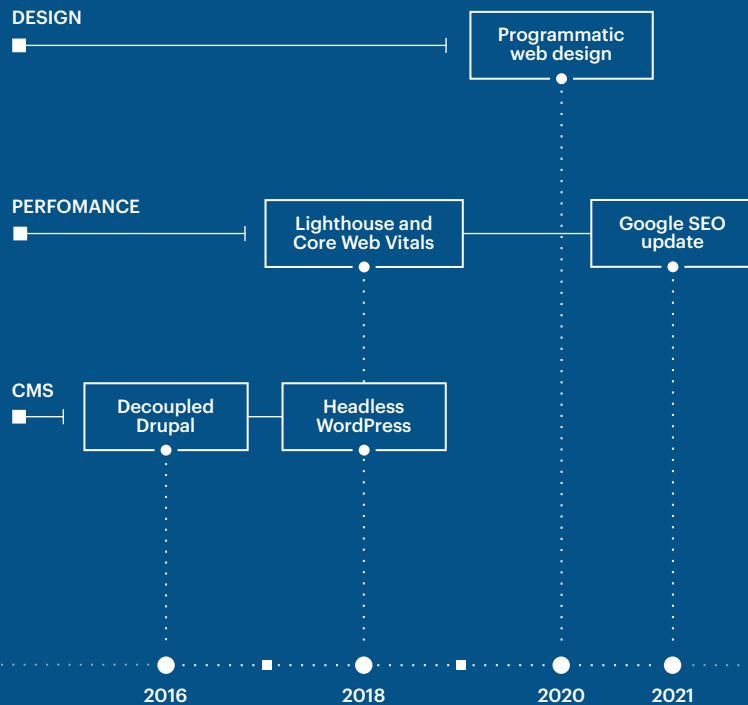 DESIGN
Programmatic
web design
PERFOMANCE
Lighthouse and
Core Web Vitals
Google SEO
update
CMS
Decoupled
Drupal
Headless
WordPress
2016
2018
2020
2021